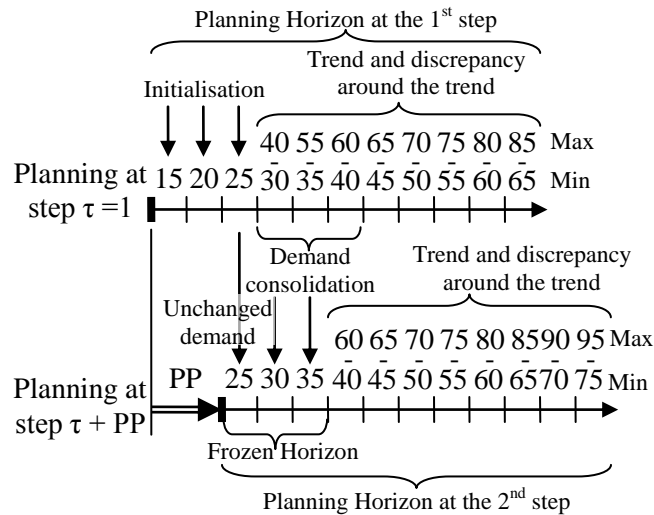 Planning Horizon at the 1st step
Trend and discrepancy
around the trend
Initialisation
40 55 60 65 70 75 80 85 Max
- - - - - - - -
Planning at
step τ =1
15 20 25 30 35 40 45 50 55 60 65 Min
Demand
consolidation
Trend and discrepancy
around the trend
Unchanged
demand
60 65 70 75 80 85 90 95 Max
- - - - - - - -
Planning at
step τ + PP
PP
25 30 35 40 45 50 55 60 65 70 75 Min
Frozen Horizon
Planning Horizon at the 2nd step